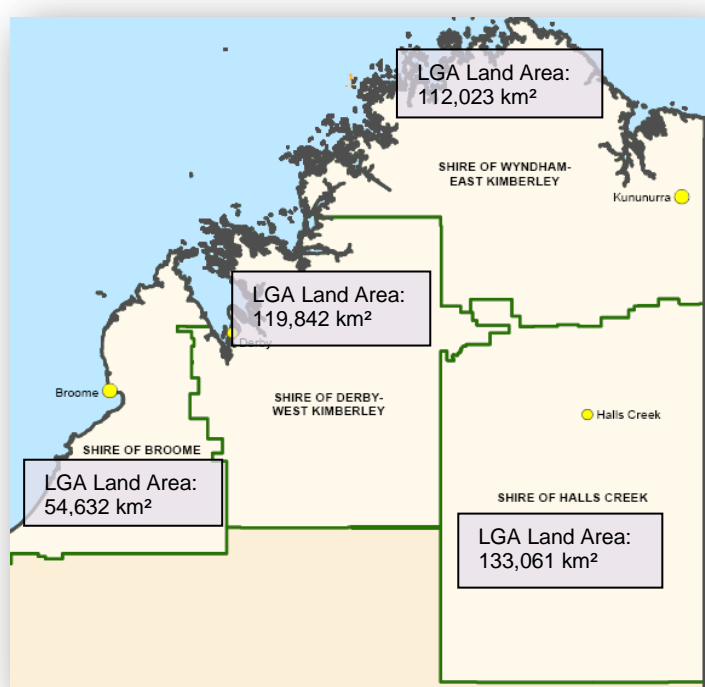 LGA Land Area:
112,023 km²
SHIRE OF WYNDHAM-
EAST KIMBERLEY
Kununurra
LGA Land Area:
119,842 km²
Derby
Broome
SHIRE OF DERBY-
WEST KIMBERLEY
Halls Creek
SHIRE OF BROOME
LGA Land Area:
54,632 km²
SHIRE OF HALLS CREEK
LGA Land Area:
133,061 km²